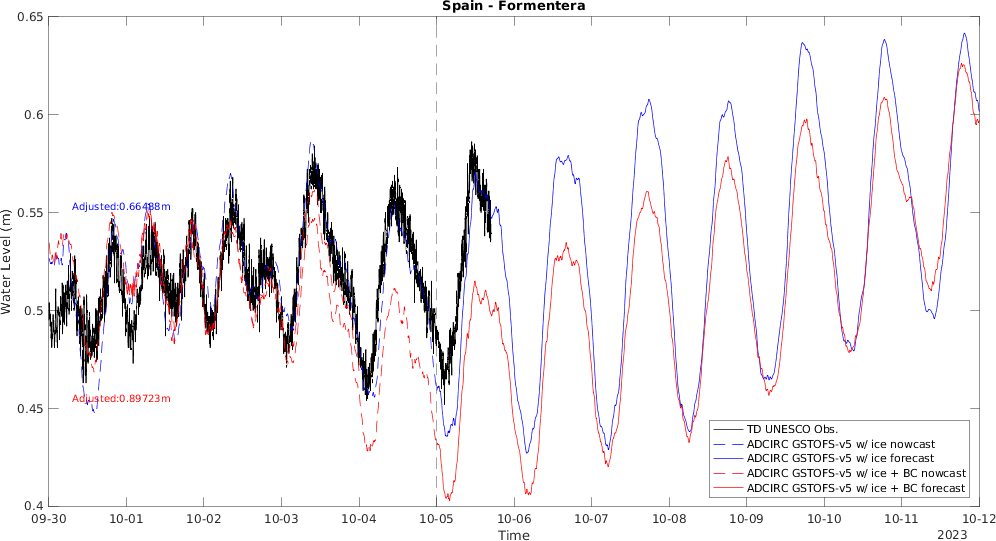 Spain - Formentera
0.65
0.6
0.55
0.5
0.45
0.4
Water Level (m)
Adjusted:0.66488m
Adjusted:0.89723m
TD UNESCO Obs.
ADCIRC GSTOFS-v5 w/ ice nowcast
ADCIRC GSTOFS-v5 w/ ice forecast
ADCIRC GSTOFS-v5 w/ ice + BC nowcast
ADCIRC GSTOFS-v5 w/ ice + BC forecast
09-30 10-01 10-02 10-03 10-04 10-05 10-06 10-07 10-08 10-09 10-10 10-11 10-12
Time
2023